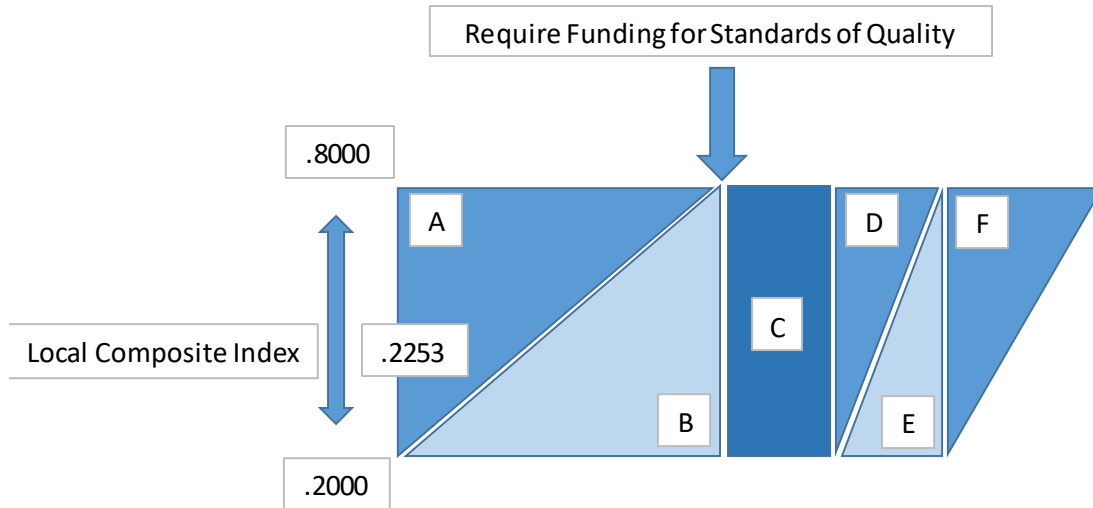 Require Funding for Standards of Quality
.8000
A
D
F
Local Composite Index
.2253
C
B
E
.2000